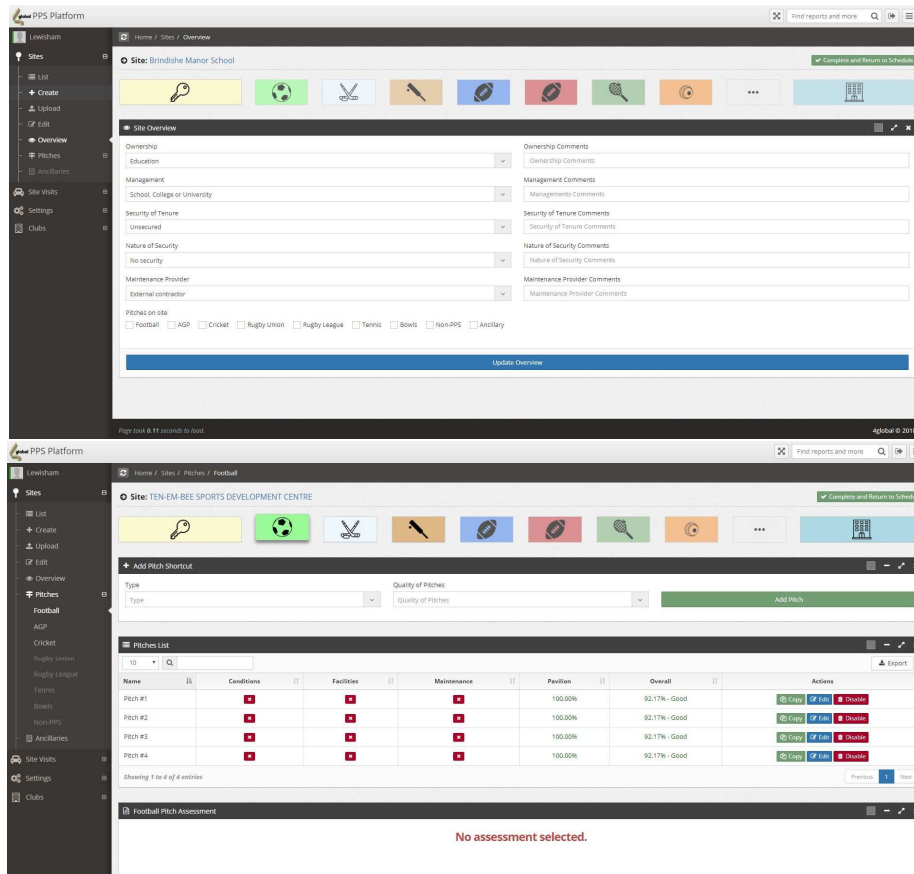 4global PPS Platform
Find reports and more
Lewisham
Home / Sites / Overview
Sites
Site: Brindishe Manor School
Complete and Return to Schedule
List
Create
Upload
Edit
Overview
Pitches
Ancillaries
Site Visits
Settings
Clubs
Site Overview
Ownership
Ownership Comments
Education
Ownership Comments
Management
Management Comments
School, College or University
Managements Comments
Security of Tenure
Security of Tenure Comments
Unsecured
Security of Tenure Comments
Nature of Security
Nature of Security Comments
No security
Nature of Security Comments
Maintenance Provider
Maintenance Provider Comments
External contractor
Maintenance Provider Comments
Pitches on site
Football AGP Cricket Rugby Union Rugby League Tennis Bowls Non-PPS Ancillary
Update Overview
Page took 0.11 seconds to load.
4global © 2018
4global PPS Platform
Find reports and more
Lewisham
Home / Sites / Pitches / Football
Sites
Site: TEN-EM-BEE SPORTS DEVELOPMENT CENTRE
Complete and Return to Sched
List
Create
Upload
Edit
Overview
Pitches
Football
AGP
Cricket
Rugby Union
Rugby League
Tennis
Bowls
Non-PPS
Ancillaries
Site Visits
Settings
Clubs
Add Pitch Shortcut
Type
Quality of Pitches
Type
Quality of Pitches
Add Pitch
Pitches List
10
Export
Name Conditions Facilities Maintenance Pavilion Overall Actions
Pitch #1 100.00% 92.17% - Good Copy Edit Disable
Pitch #2 100.00% 92.17% - Good Copy Edit Disable
Pitch #3 100.00% 92.17% - Good Copy Edit Disable
Pitch #4 100.00% 92.17% - Good Copy Edit Disable
Showing 1 to 4 of 4 entries
Previous 1 Next
Football Pitch Assessment
No assessment selected.